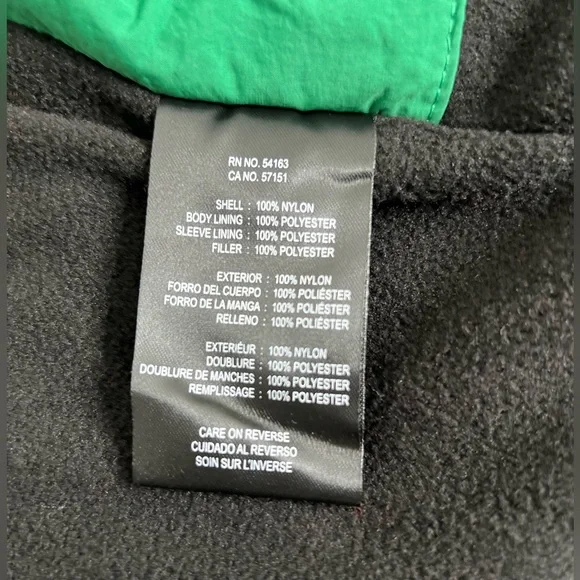 RN NO. 54163
CA NO. 57151
SHELL : 100% NYLON
BODY LINING : 100% POLYESTER
SLEEVE LINING : 100% POLYESTER
FILLER : 100% POLYESTER
EXTERIOR : 100% NYLON
FORRO DEL CUERPO : 100% POLIÉSTER
FORRO DE LA MANGA : 100% POLIÉSTER
RELLENO : 100% POLIÉSTER
EXTERIEUR : 100% NYLON
DOUBLURE : 100% POLYESTER
DOUBLURE DE MANCHES : 100% POLYESTER
REMPLISSAGE : 100% POLYESTER
CARE ON REVERSE
CUIDADO AL REVERSO
SOIN SUR L'INVERSE